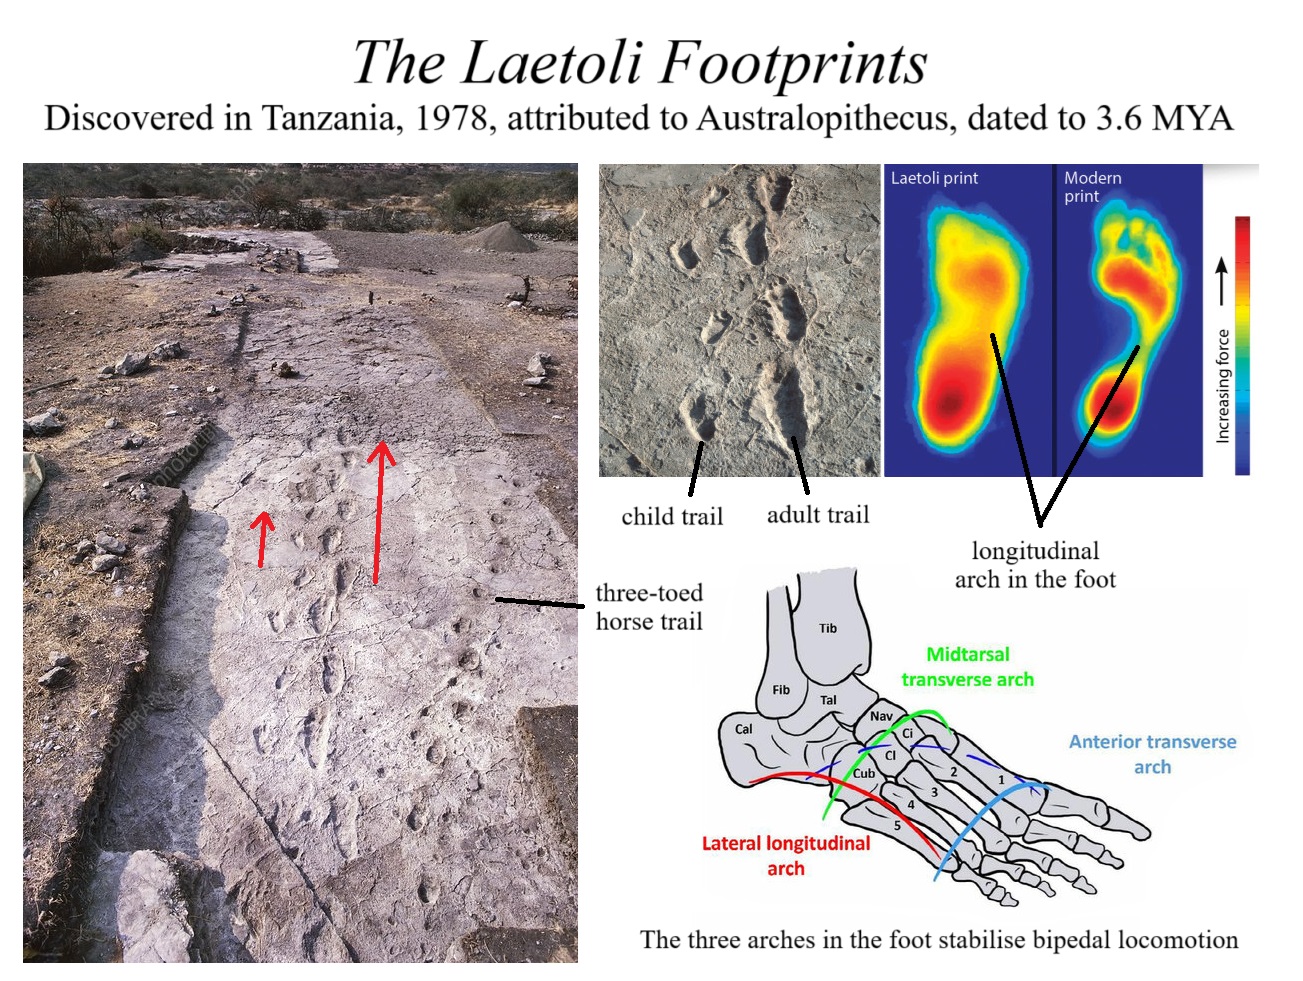 The Laetoli Footprints
Discovered in Tanzania, 1978, attributed to Australopithecus, dated to 3.6 MYA
Laetoli print
Modern
print
Increasing force
child trail
adult trail
longitudinal
arch in the foot
three-toed
horse trail
Tib
Fib
Tal
Cal
Nav
Ci
Cl
Cub
1
2
3
4
5
Midtarsal
transverse arch
Anterior transverse
arch
Lateral longitudinal
arch
The three arches in the foot stabilise bipedal locomotion